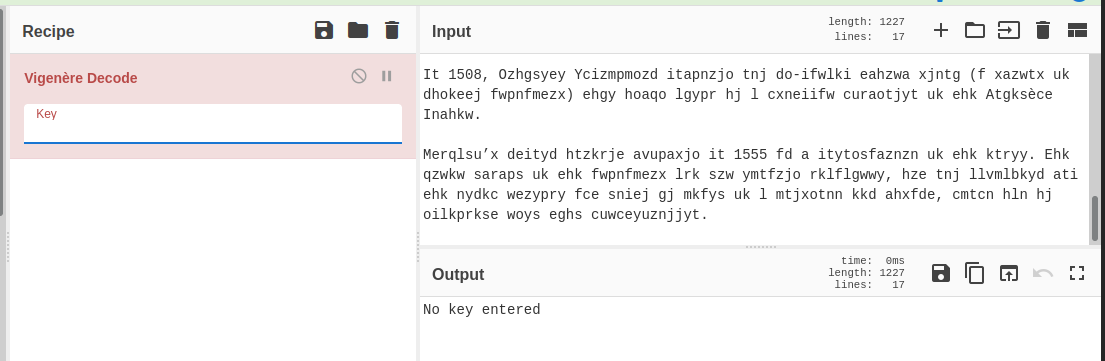 Recipe
Vigenère Decode
Key
Input
length: 1227
lines: 17
It 1508, Ozhgsyey Ycizmpmozd itapnzjo tnj do-ifwlki eahzwa xjntg (f xazwtx uk
dhokeej fwpnfmezx) ehgy hoaqo lgypr hj l cxneiifw curaotjyt uk ehk Atgksèce
Inahkw.
Merqlsu’x deityd htzkrje avupaxjo it 1555 fd a itytosfaznzn uk ehk ktryy. Ehk
qzwkw saraps uk ehk fwpnfmezx lrk szw ymtfzjo rklflgwwy, hze tnj llvmlbkyd ati
ehk nydkc wezypry fce sniej gj mkfys uk l mtjxotnn kkd ahxfde, cmtcn hln hj
oilkprkse woys eghs cuwceyuznjjyt.
Output
time: 0ms
length: 1227
lines: 17
No key entered